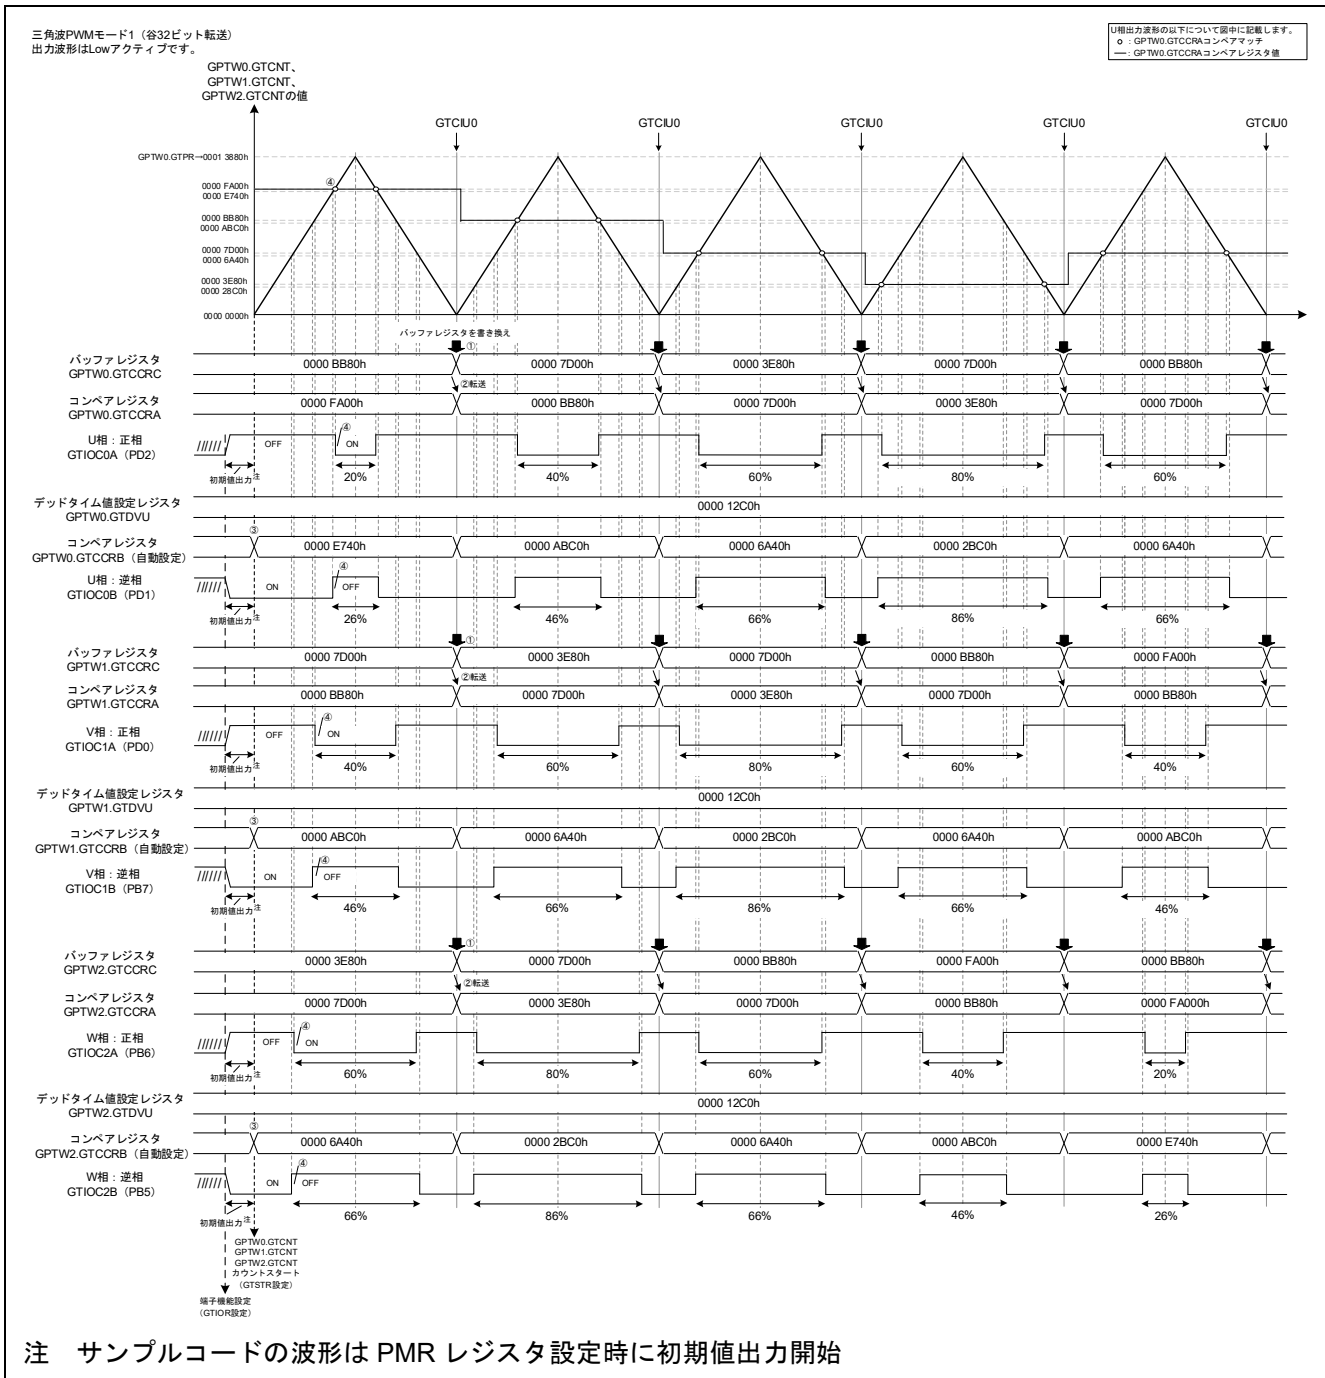 三角波PWMモード1（谷32ビット転送）
出力波形はLowアクティブです。
U相出力波形の以下について図中に記載します。
○ : GPTW0.GTCCRAコンペアマッチ
― : GPTW0.GTCCRAコンペアレジスタ値
GPTW0.GTCNT、
GPTW1.GTCNT、
GPTW2.GTCNTの値
GTCIU0 GTCIU0 GTCIU0 GTCIU0 GTCIU0
GPTW0.GTPR→0001 3880h
④
0000 FA00h
0000 E740h
0000 BB80h
0000 ABC0h
0000 7D00h
0000 6A40h
0000 3E80h
0000 28C0h
0000 0000h
バッファレジスタを書き換え
①
バッファレジスタ
GPTW0.GTCCRC
0000 BB80h 0000 7D00h 0000 3E80h 0000 7D00h 0000 BB80h
②転送
コンペアレジスタ
GPTW0.GTCCRA
0000 FA00h 0000 BB80h 0000 7D00h 0000 3E80h 0000 7D00h
U相：正相
GTIOC0A（PD2）
OFF ④ ON
初期値出力注
20% 40% 60% 80% 60%
デッドタイム値設定レジスタ
GPTW0.GTDVU
0000 12C0h
③
コンペアレジスタ
GPTW0.GTCCRB（自動設定）
0000 E740h 0000 ABC0h 0000 6A40h 0000 2BC0h 0000 6A40h
U相：逆相
GTIOC0B（PD1）
ON ④ OFF
初期値出力注
26% 46% 66% 86% 66%
①
バッファレジスタ
GPTW1.GTCCRC
0000 7D00h 0000 3E80h 0000 7D00h 0000 BB80h 0000 FA00h
②転送
コンペアレジスタ
GPTW1.GTCCRA
0000 BB80h 0000 7D00h 0000 3E80h 0000 7D00h 0000 BB80h
V相：正相
GTIOC1A（PD0）
OFF ④ ON
初期値出力注
40% 60% 80% 60% 40%
デッドタイム値設定レジスタ
GPTW1.GTDVU
0000 12C0h
③
コンペアレジスタ
GPTW1.GTCCRB（自動設定）
0000 ABC0h 0000 6A40h 0000 2BC0h 0000 6A40h 0000 ABC0h
V相：逆相
GTIOC1B（PB7）
ON ④ OFF
初期値出力注
46% 66% 86% 66% 46%
①
バッファレジスタ
GPTW2.GTCCRC
0000 3E80h 0000 7D00h 0000 BB80h 0000 FA00h 0000 BB80h
②転送
コンペアレジスタ
GPTW2.GTCCRA
0000 7D00h 0000 3E80h 0000 7D00h 0000 BB80h 0000 FA000h
W相：正相
GTIOC2A（PB6）
OFF ④ ON
初期値出力注
60% 80% 60% 40% 20%
デッドタイム値設定レジスタ
GPTW2.GTDVU
0000 12C0h
③
コンペアレジスタ
GPTW2.GTCCRB（自動設定）
0000 6A40h 0000 2BC0h 0000 6A40h 0000 ABC0h 0000 E740h
W相：逆相
GTIOC2B（PB5）
ON ④ OFF
初期値出力注
66% 86% 66% 46% 26%
GPTW0.GTCNT
GPTW1.GTCNT
GPTW2.GTCNT
カウントスタート
（GTSTR設定）
端子機能設定
（GTIOR設定）
注 サンプルコードの波形は PMR レジスタ設定時に初期値出力開始